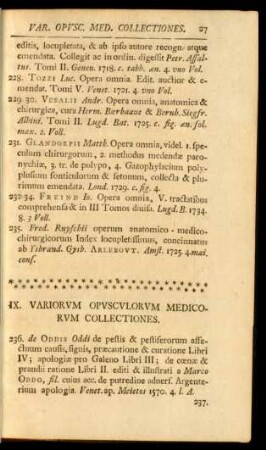 VAR. OPVSC. MED. COLLECTIONES. 27
editis, locupletata, & ab ipso autore recogn. atque
emendata. Collegit ac in ordin. digessit Petr. Assal-
tur. Tomi II. Genev. 1718. c. tabb. æn. 4. vno Vol.
228. TOZZI Luc. Opera omnia. Edit. auctior & e-
mendat. Tomi V. Venet. 1721. 4. vno Vol.
229-30. VESALII Andr. Opera omnia, anatomica &
chirurgica, cura Herm. Boerhaave & Bernh. Siegfr.
Albini. Tomi II. Lugd. Bat. 1725. c. fig. æn. fol.
max. 2. Voll.
231. GLANDORPII Matth. Opera omnia, videl. 1. spe-
culum chirurgorum, 2. methodus medendæ paro-
nychiæ, 3. tr. de polypo, 4. Gazophylacium poly-
plusium fonticulorum & setonum, collecta & plu-
rimum emendata. Lond. 1729. c. fig. 4.
232-34. FREIND Io. Opera omnia, V. tractatibus
comprehensa & in III Tomos diuisa. Lugd. B. 1734.
8. 3 Voll.
235. Fred. Ruyschii operum anatomico-medico-
chirurgicorum Index locupletissimus, concinnatus
ab Ysbrand. Gysb. ARLEBOVT. Amst. 1725 4 mai.
conf.
IX. VARIORVM OPVSCVLORVM MEDICO-
RVM COLLECTIONES.
236. de ODDIS Oddi de pestis & pestiferorum affe-
ctuum causis, signis, præcautione & curatione Libri
IV; apologiæ pro Galeno Libri III; de cœnæ &
prandii ratione Libri II. editi & illustrati a Marco
ODDO, fil. cuius acc. de putredine adsers. Argente-
rium apologia. Venet. ap. Meietos 1570. 4. l. A
237.